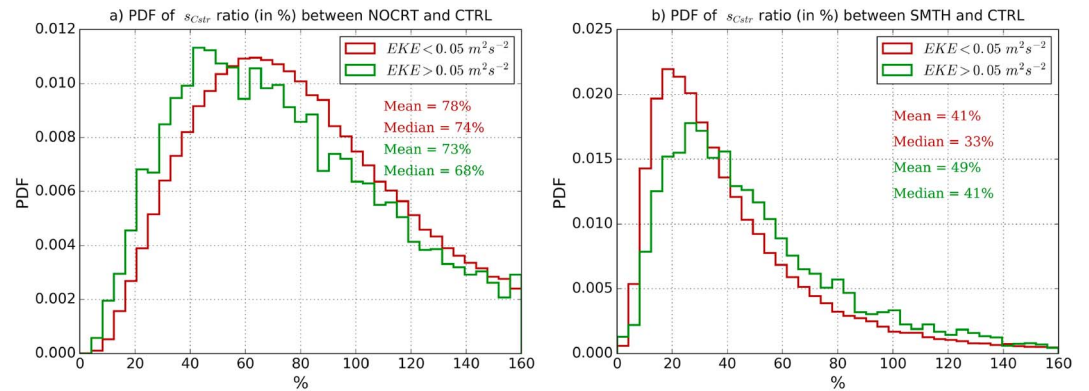 a) PDF of s_Cstr ratio (in %) between NOCRT and CTRL
0.012
0.010
0.008
0.006
0.004
0.002
0.000
PDF
EKE < 0.05 m²s⁻²
EKE > 0.05 m²s⁻²
Mean = 78%
Median = 74%
Mean = 73%
Median = 68%
0 20 40 60 80 100 120 140 160
%
b) PDF of s_Cstr ratio (in %) between SMTH and CTRL
0.025
0.020
0.015
0.010
0.005
0.000
PDF
EKE < 0.05 m²s⁻²
EKE > 0.05 m²s⁻²
Mean = 41%
Median = 33%
Mean = 49%
Median = 41%
0 20 40 60 80 100 120 140 160
%